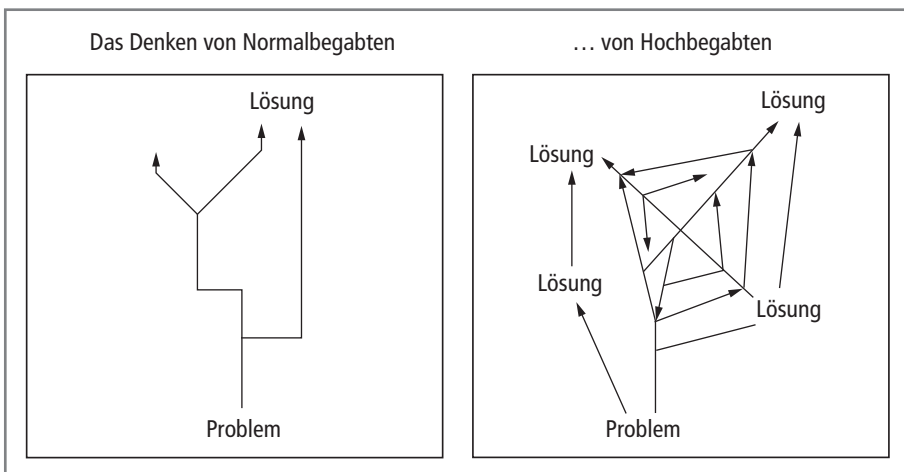 Das Denken von Normalbegabten
… von Hochbegabten
Lösung
Problem
Lösung
Lösung
Lösung
Lösung
Problem